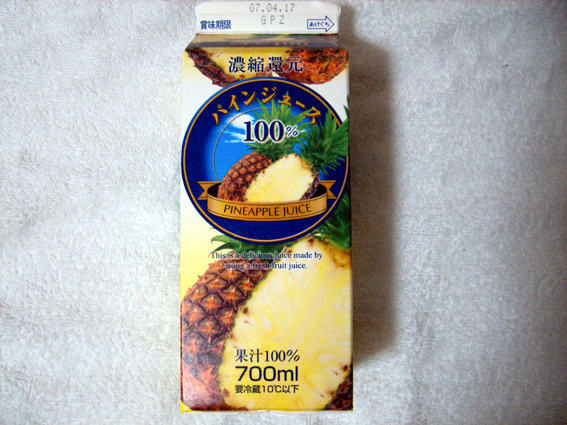 07.04.17
賞味期限
GPZ
あけぐち
濃縮還元
パインジュース
100%
PINEAPPLE JUICE
This is a delicious juice made by
using a fresh fruit juice.
果汁100%
700ml
要冷蔵10℃以下